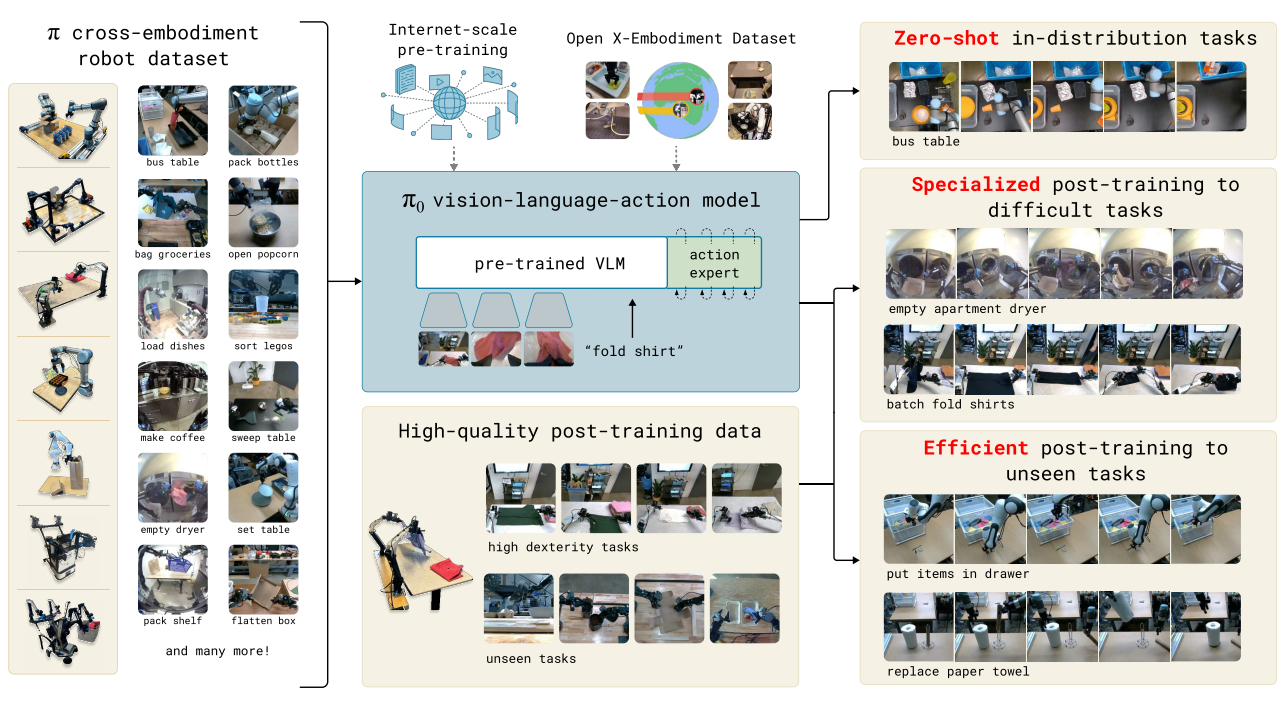 π cross-embodiment
robot dataset
bus table
pack bottles
bag groceries
open popcorn
load dishes
sort legos
make coffee
sweep table
empty dryer
set table
pack shelf
flatten box
and many more!
Internet-scale
pre-training
Open X-Embodiment Dataset
π₀ vision-language-action model
pre-trained VLM
action
expert
“fold shirt”
High-quality post-training data
high dexterity tasks
unseen tasks
Zero-shot in-distribution tasks
bus table
Specialized post-training to
difficult tasks
empty apartment dryer
batch fold shirts
Efficient post-training to
unseen tasks
put items in drawer
replace paper towel